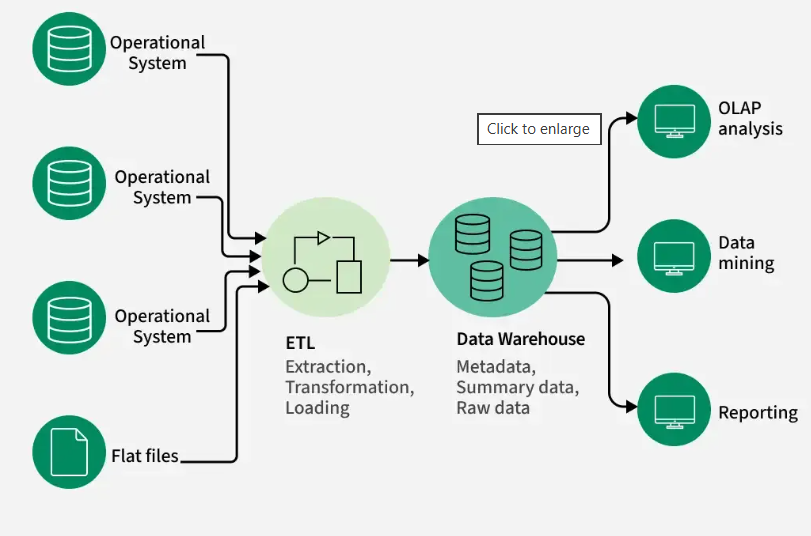 Operational
System
Operational
System
Operational
System
Flat files
ETL
Extraction,
Transformation,
Loading
Data Warehouse
Metadata,
Summary data,
Raw data
Click to enlarge
OLAP
analysis
Data
mining
Reporting